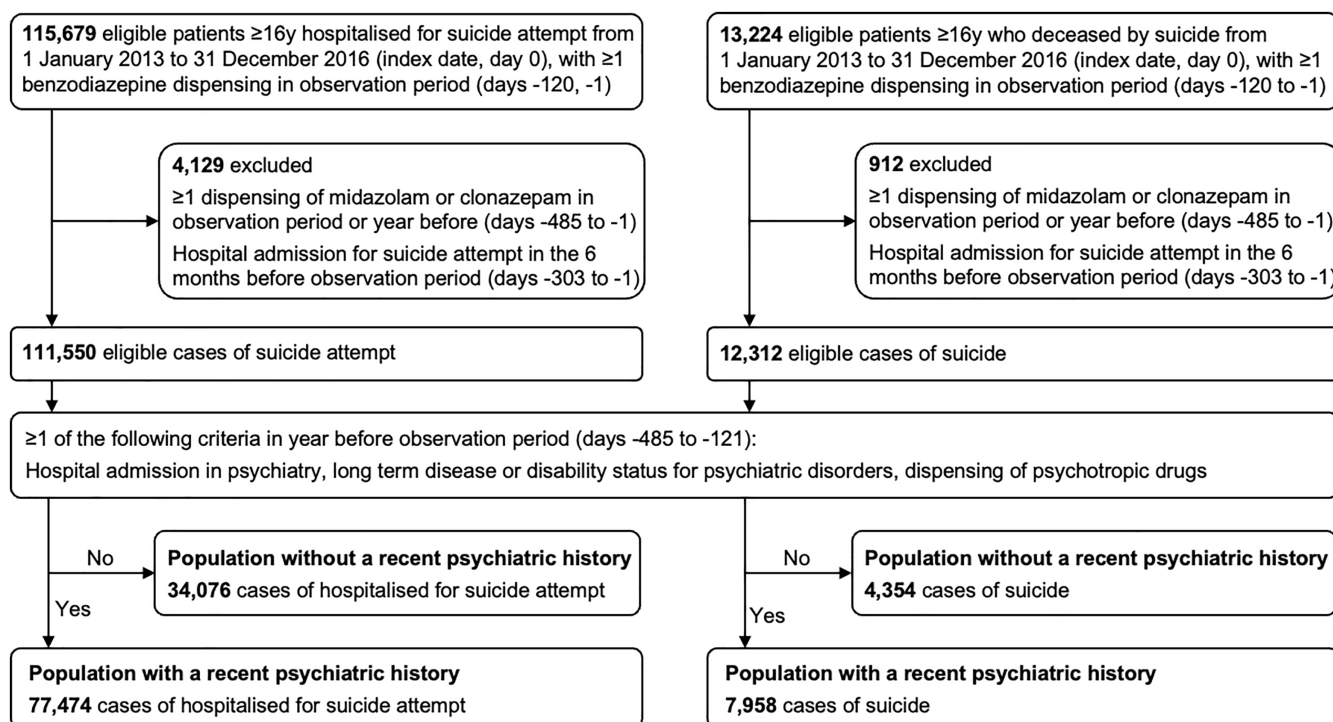 115,679 eligible patients ≥16y hospitalised for suicide attempt from
1 January 2013 to 31 December 2016 (index date, day 0), with ≥1
benzodiazepine dispensing in observation period (days -120, -1)
13,224 eligible patients ≥16y who deceased by suicide from
1 January 2013 to 31 December 2016 (index date, day 0), with ≥1
benzodiazepine dispensing in observation period (days -120 to -1)
4,129 excluded
≥1 dispensing of midazolam or clonazepam in
observation period or year before (days -485 to -1)
Hospital admission for suicide attempt in the 6
months before observation period (days -303 to -1)
912 excluded
≥1 dispensing of midazolam or clonazepam in
observation period or year before (days -485 to -1)
Hospital admission for suicide attempt in the 6
months before observation period (days -303 to -1)
111,550 eligible cases of suicide attempt
12,312 eligible cases of suicide
≥1 of the following criteria in year before observation period (days -485 to -121):
Hospital admission in psychiatry, long term disease or disability status for psychiatric disorders, dispensing of psychotropic drugs
No
Population without a recent psychiatric history
34,076 cases of hospitalised for suicide attempt
Yes
No
Population without a recent psychiatric history
4,354 cases of suicide
Yes
Population with a recent psychiatric history
77,474 cases of hospitalised for suicide attempt
Population with a recent psychiatric history
7,958 cases of suicide